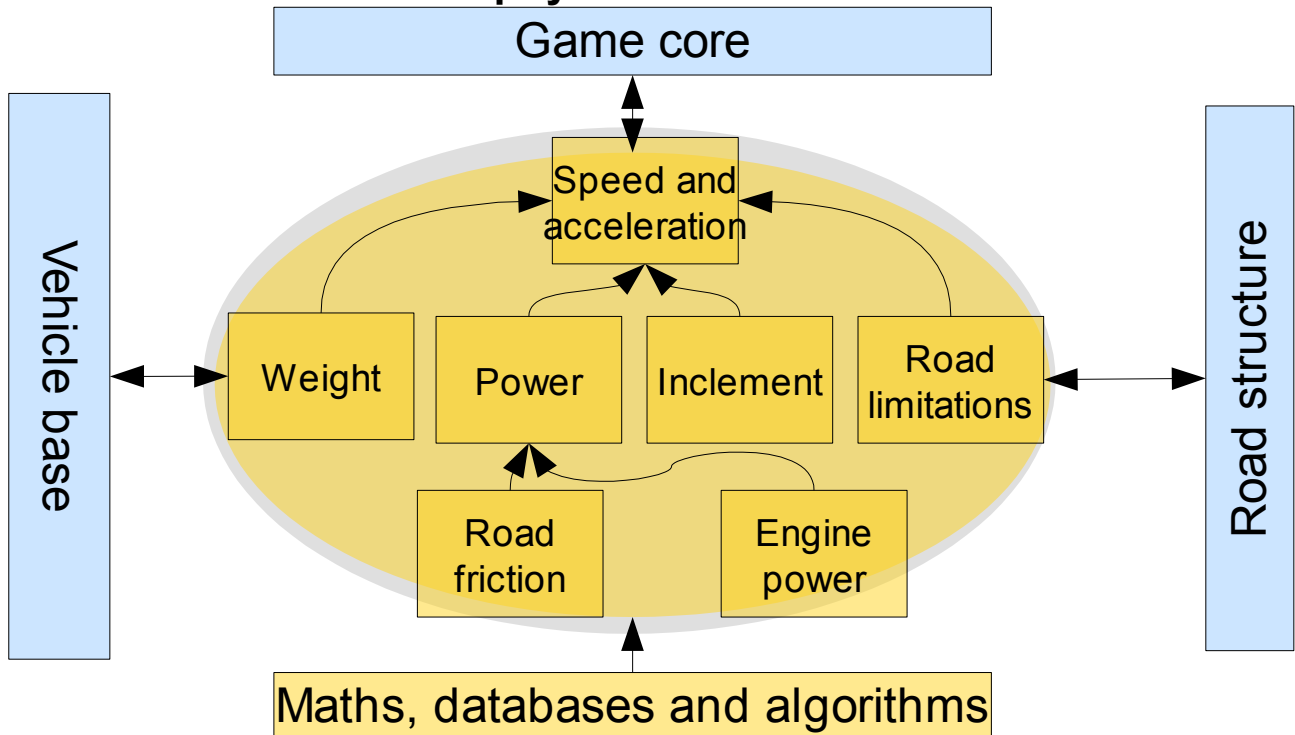 Game core
Speed and
acceleration
Vehicle base
Weight
Power
Inclement
Road
limitations
Road structure
Road
friction
Engine
power
Maths, databases and algorithms